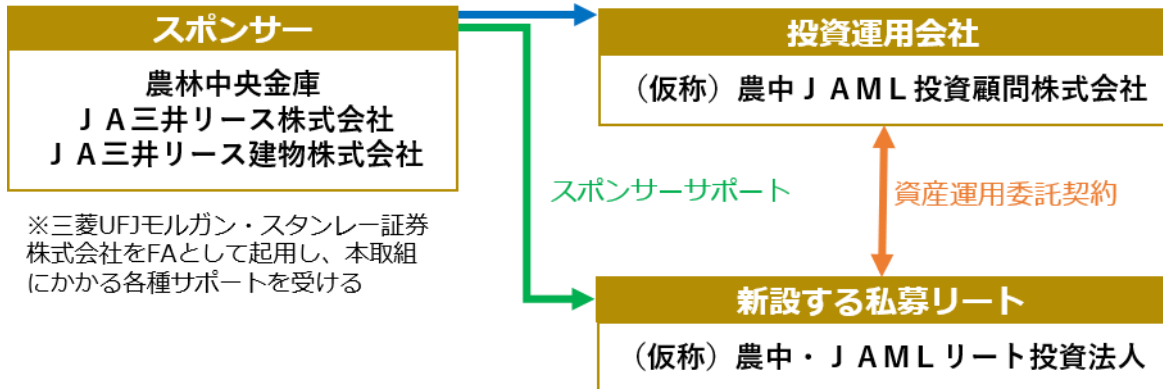 スポンサー
農林中央金庫
ＪＡ三井リース株式会社
ＪＡ三井リース建物株式会社
※三菱UFJモルガン・スタンレー証券
株式会社をFAとして起用し、本取組
にかかる各種サポートを受ける
投資運用会社
（仮称）農中ＪＡＭＬ投資顧問株式会社
スポンサーサポート
資産運用委託契約
新設する私募リート
（仮称）農中・ＪＡＭＬリート投資法人